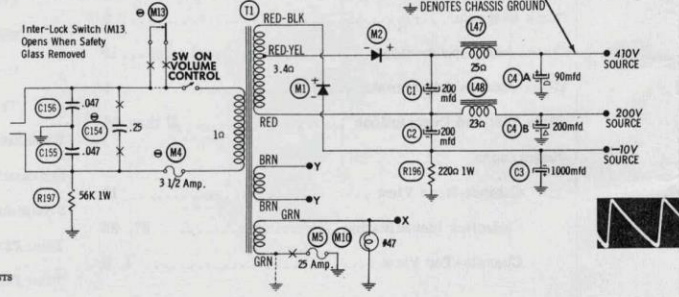 DENOTES CHASSIS GROUND
M13
T1
L47
Inter-Lock Switch (M13)
Opens When Safety
Glass Removed
RED-BLK
M2
SW ON
VOLUME
CONTROL
RED-YEL
25Ω
410V
SOURCE
3.4Ω
C4 A
90mfd
C156
.047
M1
C1
200
mfd
L48
C154
.25
200V
SOURCE
1Ω
RED
23Ω
C155
.047
C2
200
mfd
C4 B
200mfd
M4
BRN
Y
-10V
SOURCE
3 1/2 Amp.
R196
220Ω 1W
C3
1000mfd
R197
56K 1W
BRN
Y
GRN
X
M5
M10
#47
GRN
25 Amp.
NTS